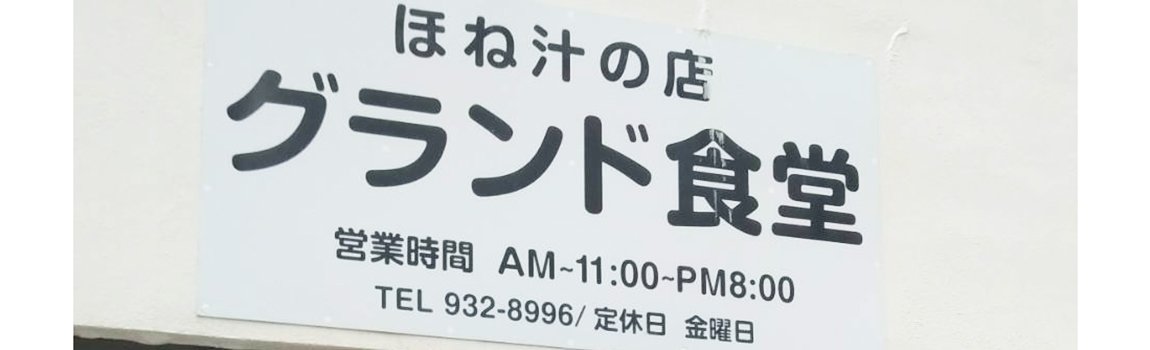 ほね汁の店
グランド食堂
営業時間 AM~11:00~PM8:00
TEL 932-8996/ 定休日 金曜日